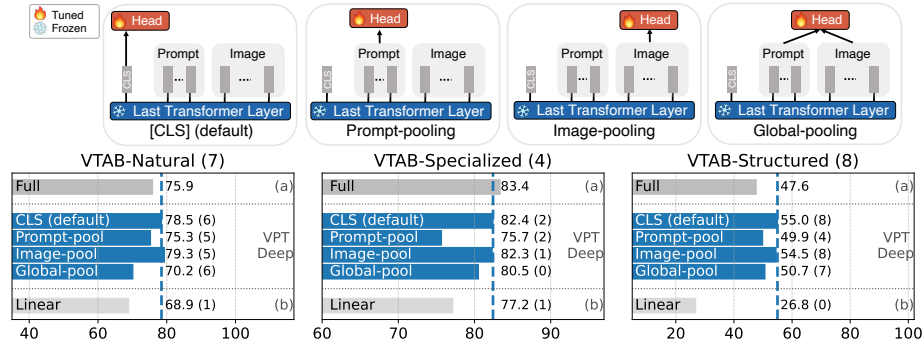 Tuned
Frozen
Head
Head
Head
Head
Prompt
Image
Prompt
Image
Prompt
Image
Prompt
Image
CLS
...
....
CLS
...
....
CLS
...
....
CLS
...
....
Last Transformer Layer
Last Transformer Layer
Last Transformer Layer
Last Transformer Layer
[CLS] (default)
Prompt-pooling
Image-pooling
Global-pooling
VTAB-Natural (7)
Full 75.9 (a)
CLS (default) 78.5 (6)
Prompt-pool 75.3 (5) VPT
Image-pool 79.3 (5) Deep
Global-pool 70.2 (6)
Linear 68.9 (1) (b)
40 60 80 100
VTAB-Specialized (4)
Full 83.4 (a)
CLS (default) 82.4 (2)
Prompt-pool 75.7 (2) VPT
Image-pool 82.3 (1) Deep
Global-pool 80.5 (0)
Linear 77.2 (1) (b)
60 70 80 90
VTAB-Structured (8)
Full 47.6 (a)
CLS (default) 55.0 (8)
Prompt-pool 49.9 (4) VPT
Image-pool 54.5 (8) Deep
Global-pool 50.7 (7)
Linear 26.8 (0) (b)
20 40 60 80 100